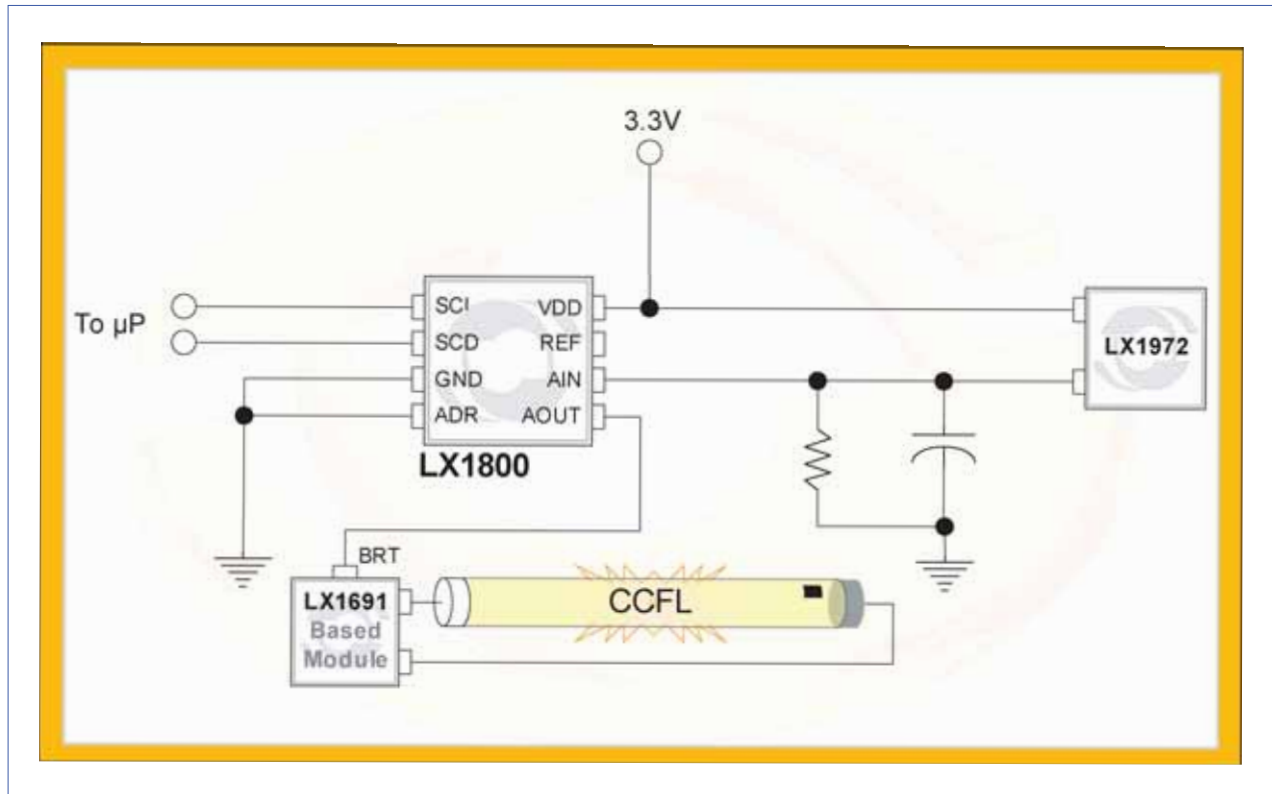 3.3V
To µP
SCI
SCD
GND
ADR
VDD
REF
AIN
AOUT
LX1800
LX1972
BRT
LX1691
Based
Module
CCFL